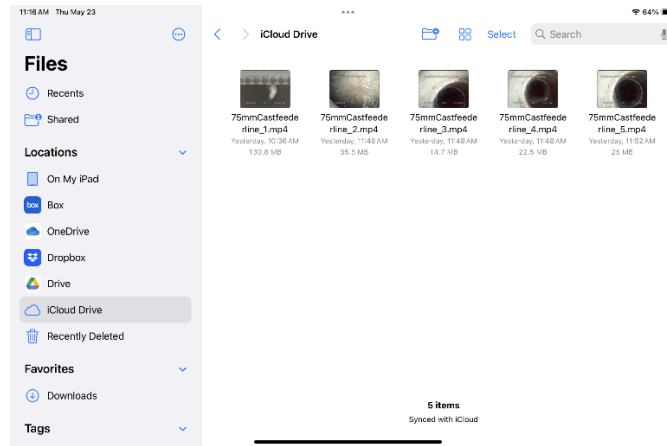 11:16 AM Thu May 23
64%
Files
Recents
Shared
Locations
On My iPad
box Box
OneDrive
Dropbox
Drive
iCloud Drive
Recently Deleted
Favorites
Downloads
Tags
iCloud Drive
Select
Search
75mmCastfeede
rline_1.mp4
Yesterday, 10:36 AM
130.8 MB
75mmCastfeede
rline_2.mp4
Yesterday, 11:46 AM
35.5 MB
75mmCastfeede
rline_3.mp4
Yesterday, 11:48 AM
14.7 MB
75mmCastfeede
rline_4.mp4
Yesterday, 11:48 AM
22.5 MB
75mmCastfeede
rline_5.mp4
Yesterday, 11:52 AM
25 MB
5 items
Synced with iCloud